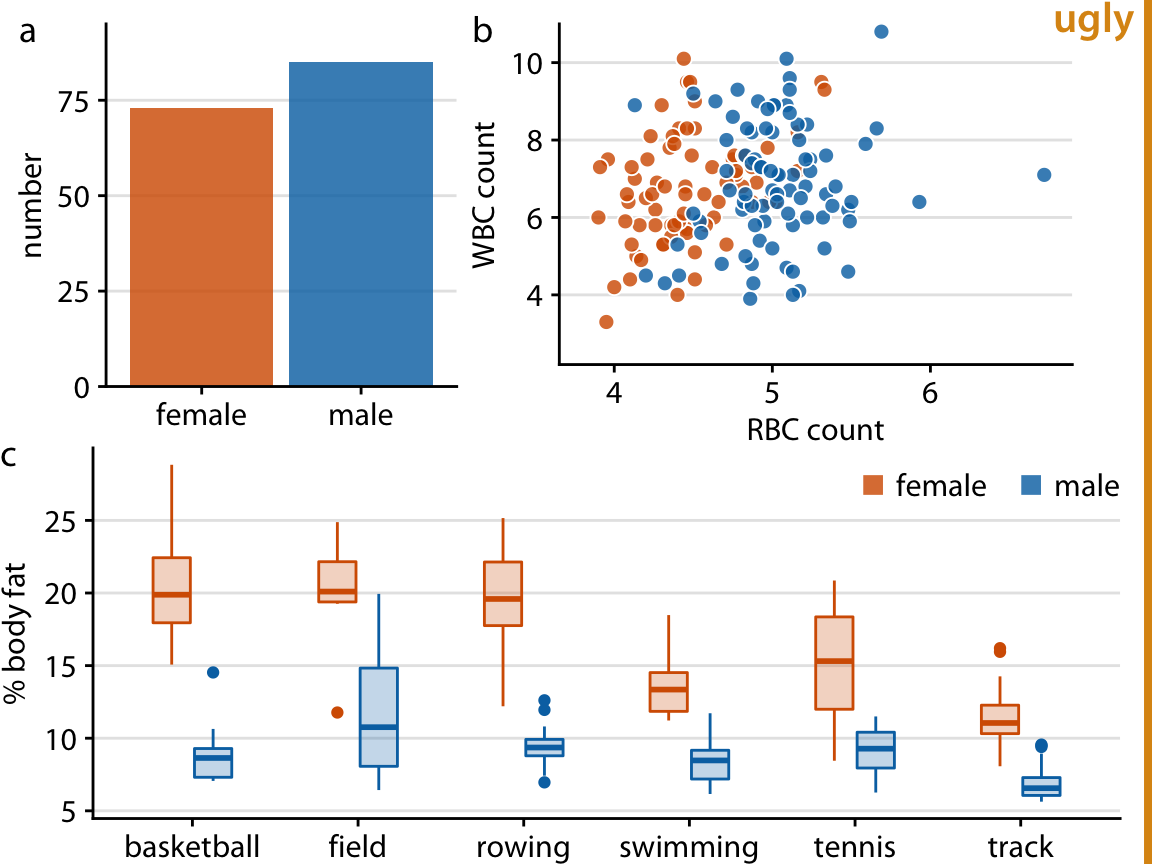 ugly
a
number
75
50
25
0
female male
b
WBC count
10
8
6
4
4 5 6
RBC count
c
female male
% body fat
25
20
15
10
5
basketball field rowing swimming tennis track